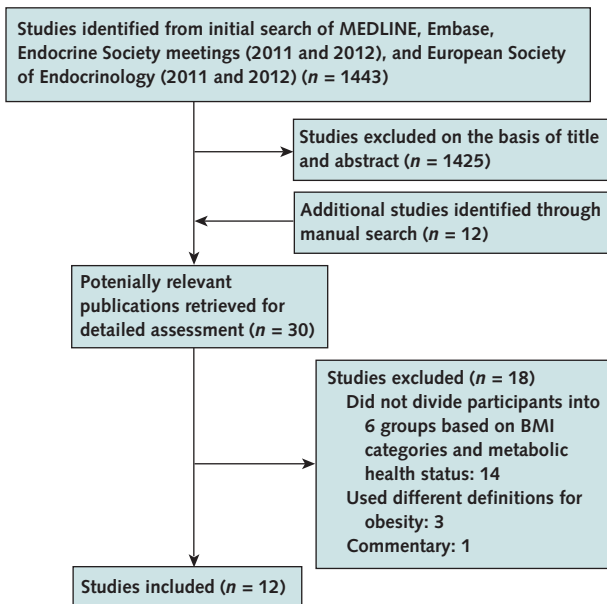 Studies identified from initial search of MEDLINE, Embase,
Endocrine Society meetings (2011 and 2012), and European Society
of Endocrinology (2011 and 2012) (n = 1443)
Studies excluded on the basis of title
and abstract (n = 1425)
Additional studies identified through
manual search (n = 12)
Potenially relevant
publications retrieved for
detailed assessment (n = 30)
Studies excluded (n = 18)
Did not divide participants into
6 groups based on BMI
categories and metabolic
health status: 14
Used different definitions for
obesity: 3
Commentary: 1
Studies included (n = 12)